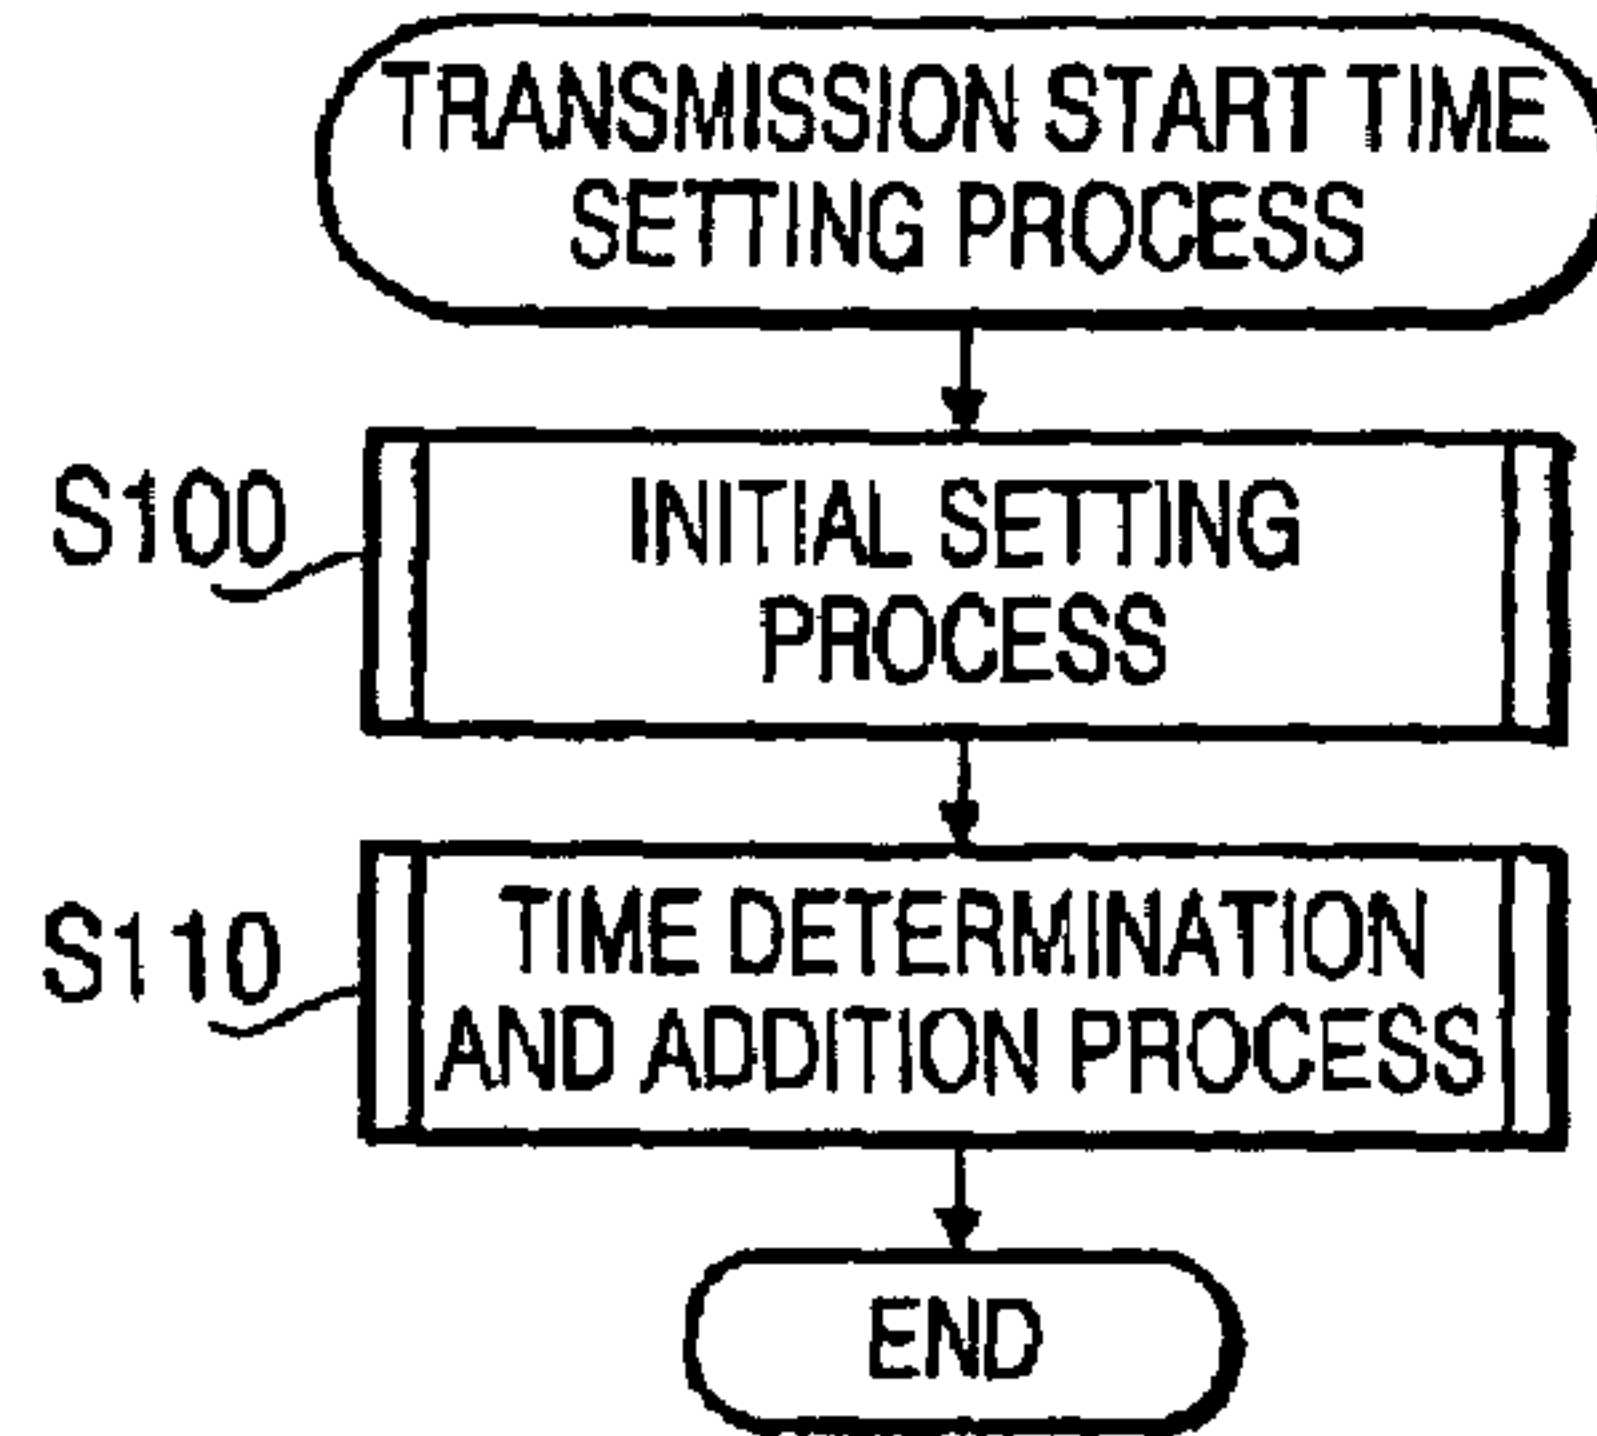 TRANSMISSION START TIME
SETTING PROCESS
S100
INITIAL SETTING
PROCESS
S110
TIME DETERMINATION
AND ADDITION PROCESS
END